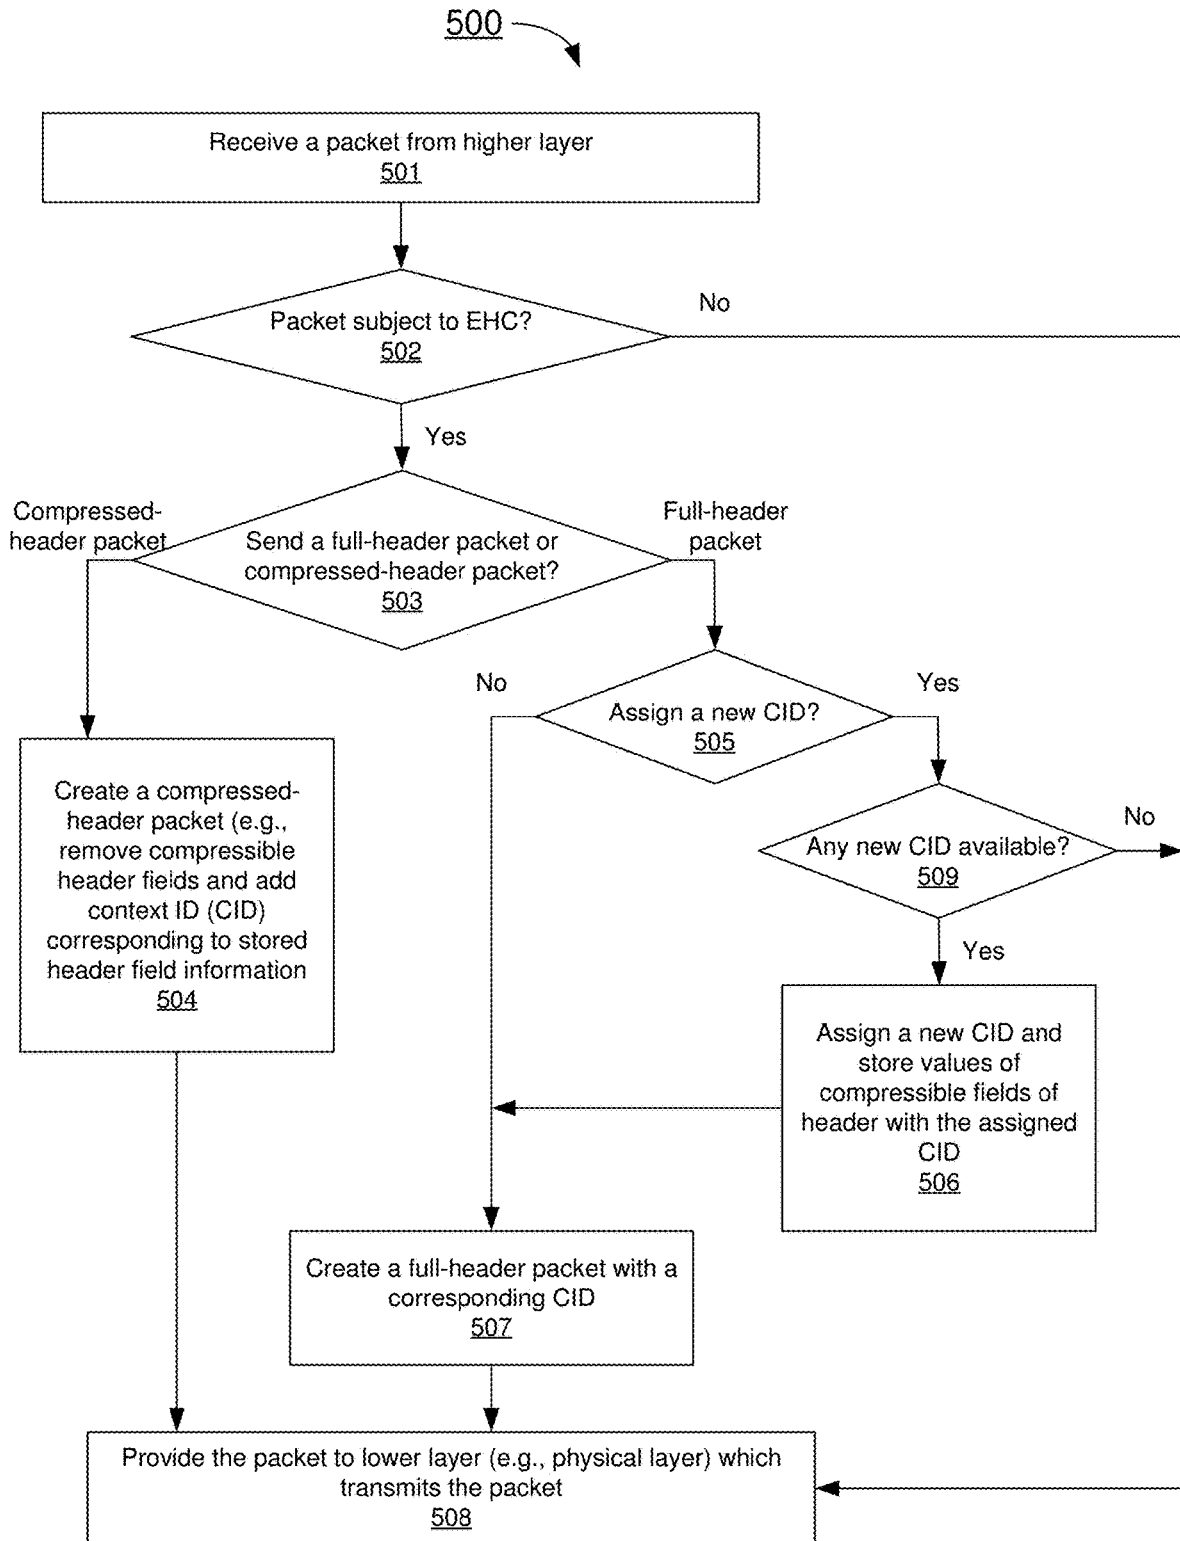 500
Receive a packet from higher layer
501
Packet subject to EHC?
502
No
Yes
Compressed-
header packet
Send a full-header packet or
compressed-header packet?
503
Full-header
packet
No
Assign a new CID?
505
Yes
Create a compressed-
header packet (e.g.,
remove compressible
header fields and add
context ID (CID)
corresponding to stored
header field information
504
Any new CID available?
509
No
Yes
Assign a new CID and
store values of
compressible fields of
header with the assigned
CID
506
Create a full-header packet with a
corresponding CID
507
Provide the packet to lower layer (e.g., physical layer) which
transmits the packet
508